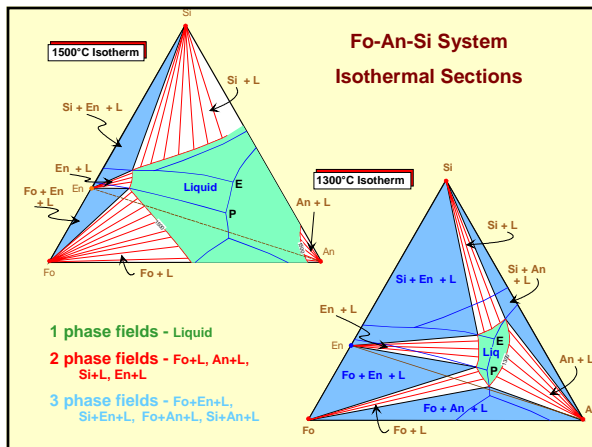 Fo-An-Si System
Isothermal Sections
1500°C Isotherm
Si
Si + L
Si + En + L
En + L
En
Fo + En
+ L
Liquid
E
P
An + L
An
Fo
Fo + L
1500
1300°C Isotherm
Si
Si + L
Si + An
+ L
Si + En + L
En + L
En
E
Liq
P
1300
Fo + En + L
An + L
Fo + An + L
Fo
Fo + L
A
1 phase fields - Liquid
2 phase fields - Fo+L, An+L,
Si+L, En+L
3 phase fields - Fo+En+L,
Si+En+L, Fo+An+L, Si+An+L